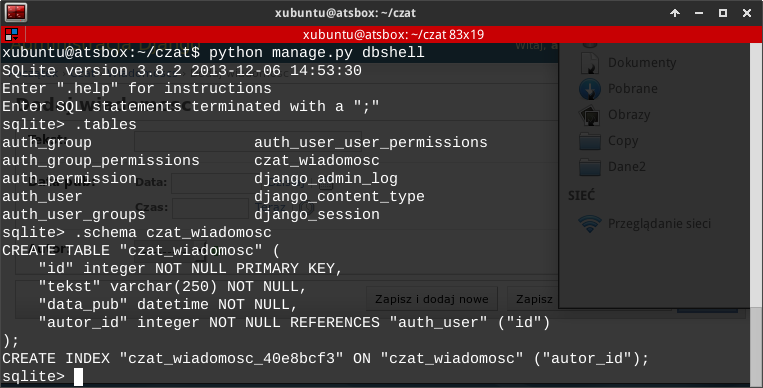 xubuntu@atsbox: ~/czat
xubuntu@atsbox: ~/czat 83x19
xubuntu@atsbox:~/czat$ python manage.py dbshell
SQLite version 3.8.2 2013-12-06 14:53:30
Enter ".help" for instructions
Enter SQL statements terminated with a ";"
sqlite> .tables
auth_group                  auth_user_user_permissions
auth_group_permissions      czat_wiadomosc
auth_permission             django_admin_log
auth_user                   django_content_type
auth_user_groups            django_session
sqlite> .schema czat_wiadomosc
CREATE TABLE "czat_wiadomosc" (
    "id" integer NOT NULL PRIMARY KEY,
    "tekst" varchar(250) NOT NULL,
    "data_pub" datetime NOT NULL,
    "autor_id" integer NOT NULL REFERENCES "auth_user" ("id")
);
CREATE INDEX "czat_wiadomosc_40e8bcf3" ON "czat_wiadomosc" ("autor_id");
sqlite>
Witaj,
Dokumenty
Pobrane
Obrazy
Copy
Dane2
SIEĆ
Przeglądanie sieci
Data:
Czas:
Zapisz i dodaj nowe
Zapisz